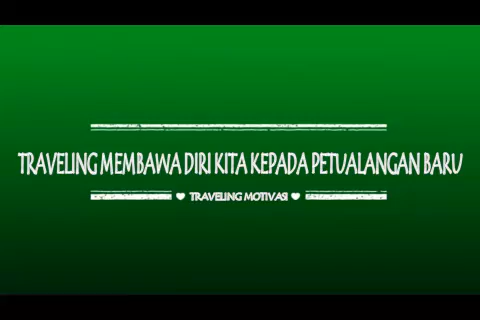 TRAVELING MEMBAWA DIRI KITA KEPADA PETUALANGAN BARU
TRAVELING MOTIVASI